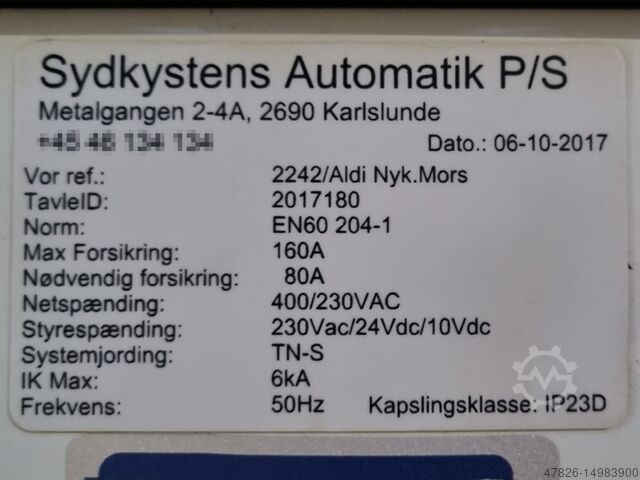 Sydkystens Automatik P/S
Metalgangen 2-4A, 2690 Karlslunde
Dato.: 06-10-2017
Vor ref.: 2242/Aldi Nyk.Mors
TavleID: 2017180
Norm: EN60 204-1
Max Forsikring: 160A
Nødvendig forsikring: 80A
Netspænding: 400/230VAC
Styrespænding: 230Vac/24Vdc/10Vdc
Systemjording: TN-S
IK Max: 6kA
Frekvens: 50Hz Kapslingsklasse: IP23D
47826-14983900